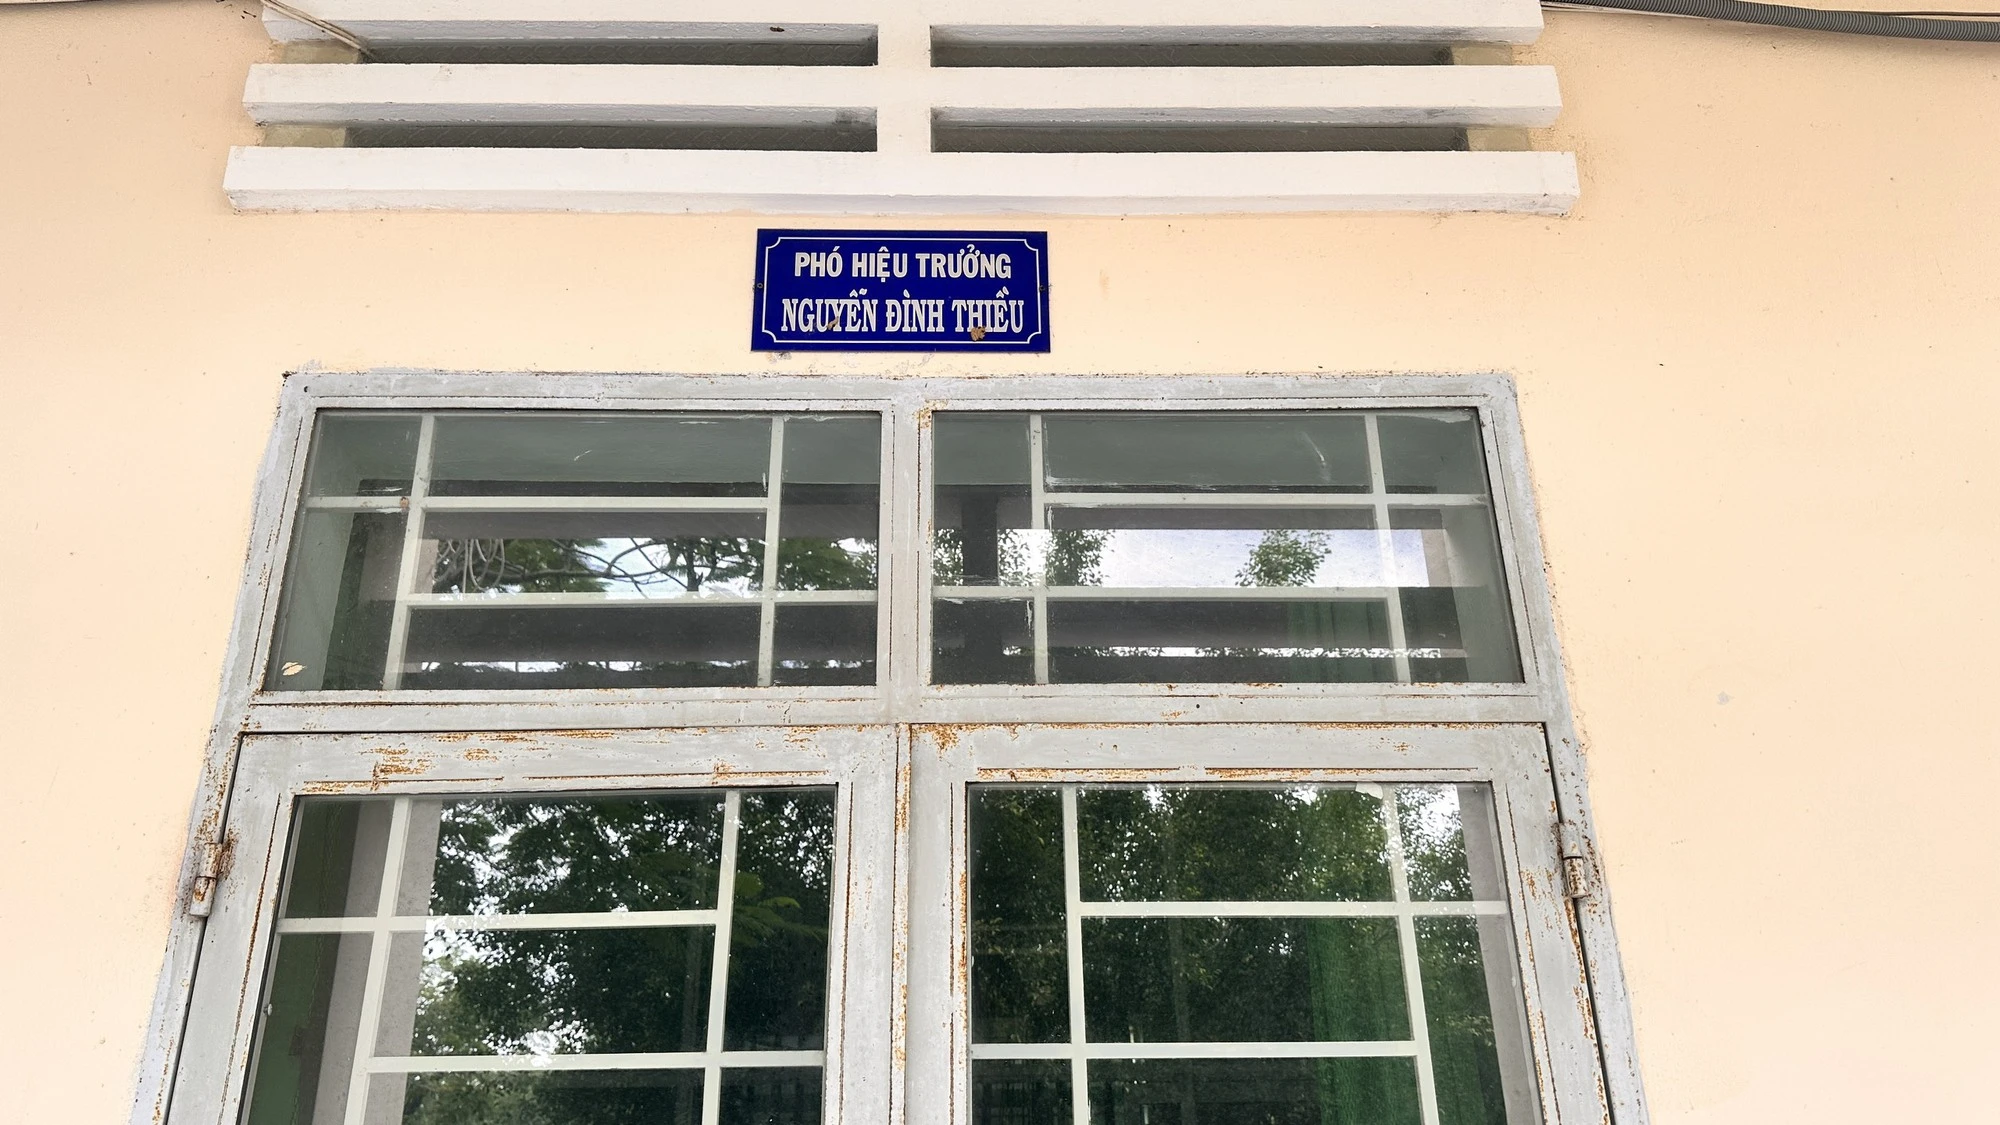 PHÓ HIỆU TRƯỞNG
NGUYỄN ĐÌNH THIỀU